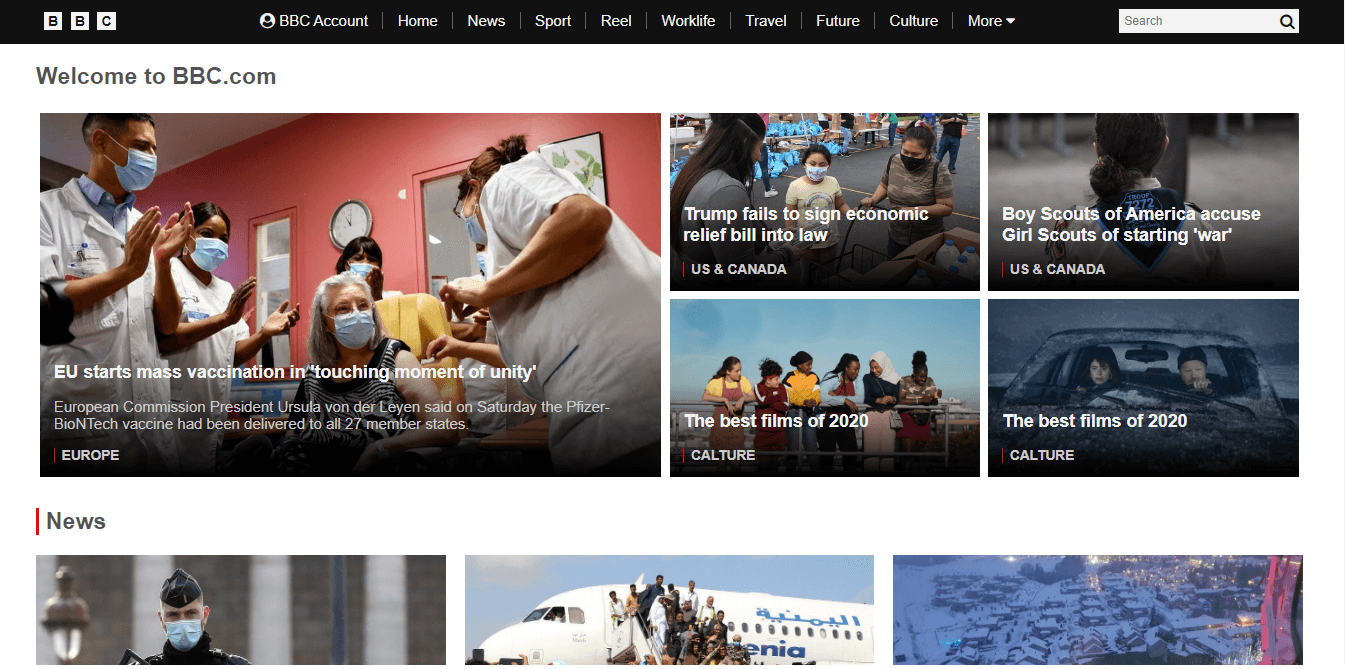 B B C
BBC Account
Home
News
Sport
Reel
Worklife
Travel
Future
Culture
More
Search
Welcome to BBC.com
EU starts mass vaccination in 'touching moment of unity'
European Commission President Ursula von der Leyen said on Saturday the Pfizer-
BioNTech vaccine had been delivered to all 27 member states.
EUROPE
Trump fails to sign economic
relief bill into law
US & CANADA
TROOP
7272
Boy Scouts of America accuse
Girl Scouts of starting 'war'
US & CANADA
The best films of 2020
CALTURE
The best films of 2020
CALTURE
News
اليمنية
enia